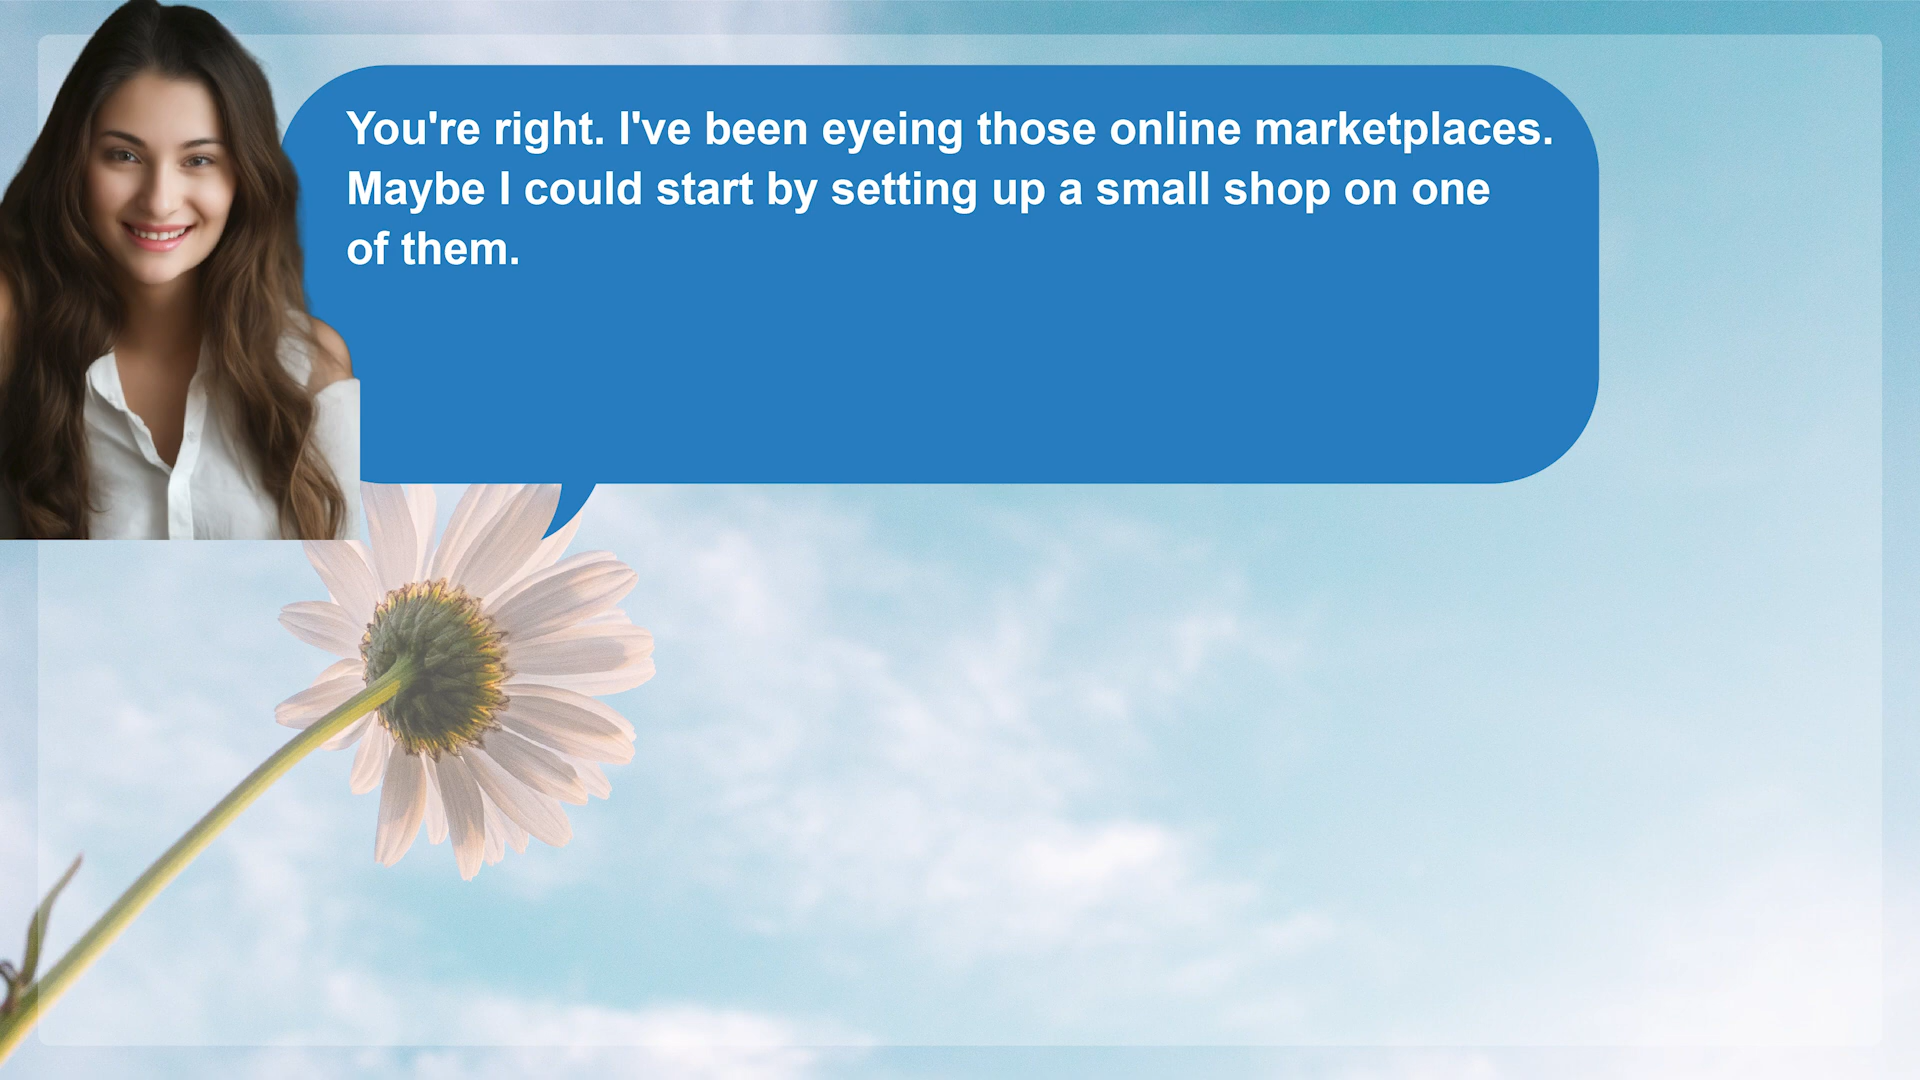 You're right. I've been eyeing those online marketplaces.
Maybe I could start by setting up a small shop on one
of them.